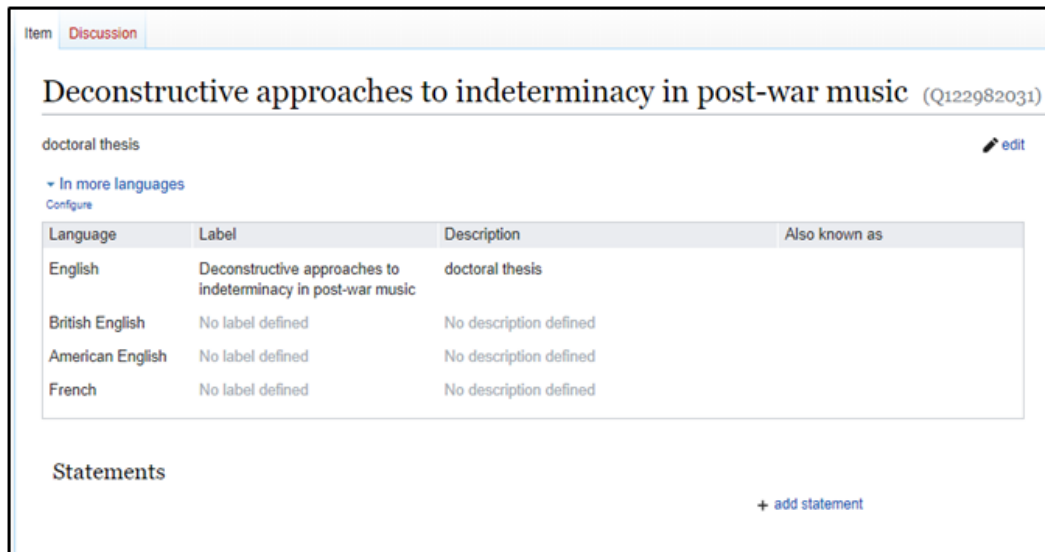 Item Discussion
Deconstructive approaches to indeterminacy in post-war music (Q122982031)
doctoral thesis edit
In more languages
Configure
Language Label Description Also known as
English Deconstructive approaches to doctoral thesis
indeterminacy in post-war music
British English No label defined No description defined
American English No label defined No description defined
French No label defined No description defined
Statements
+ add statement